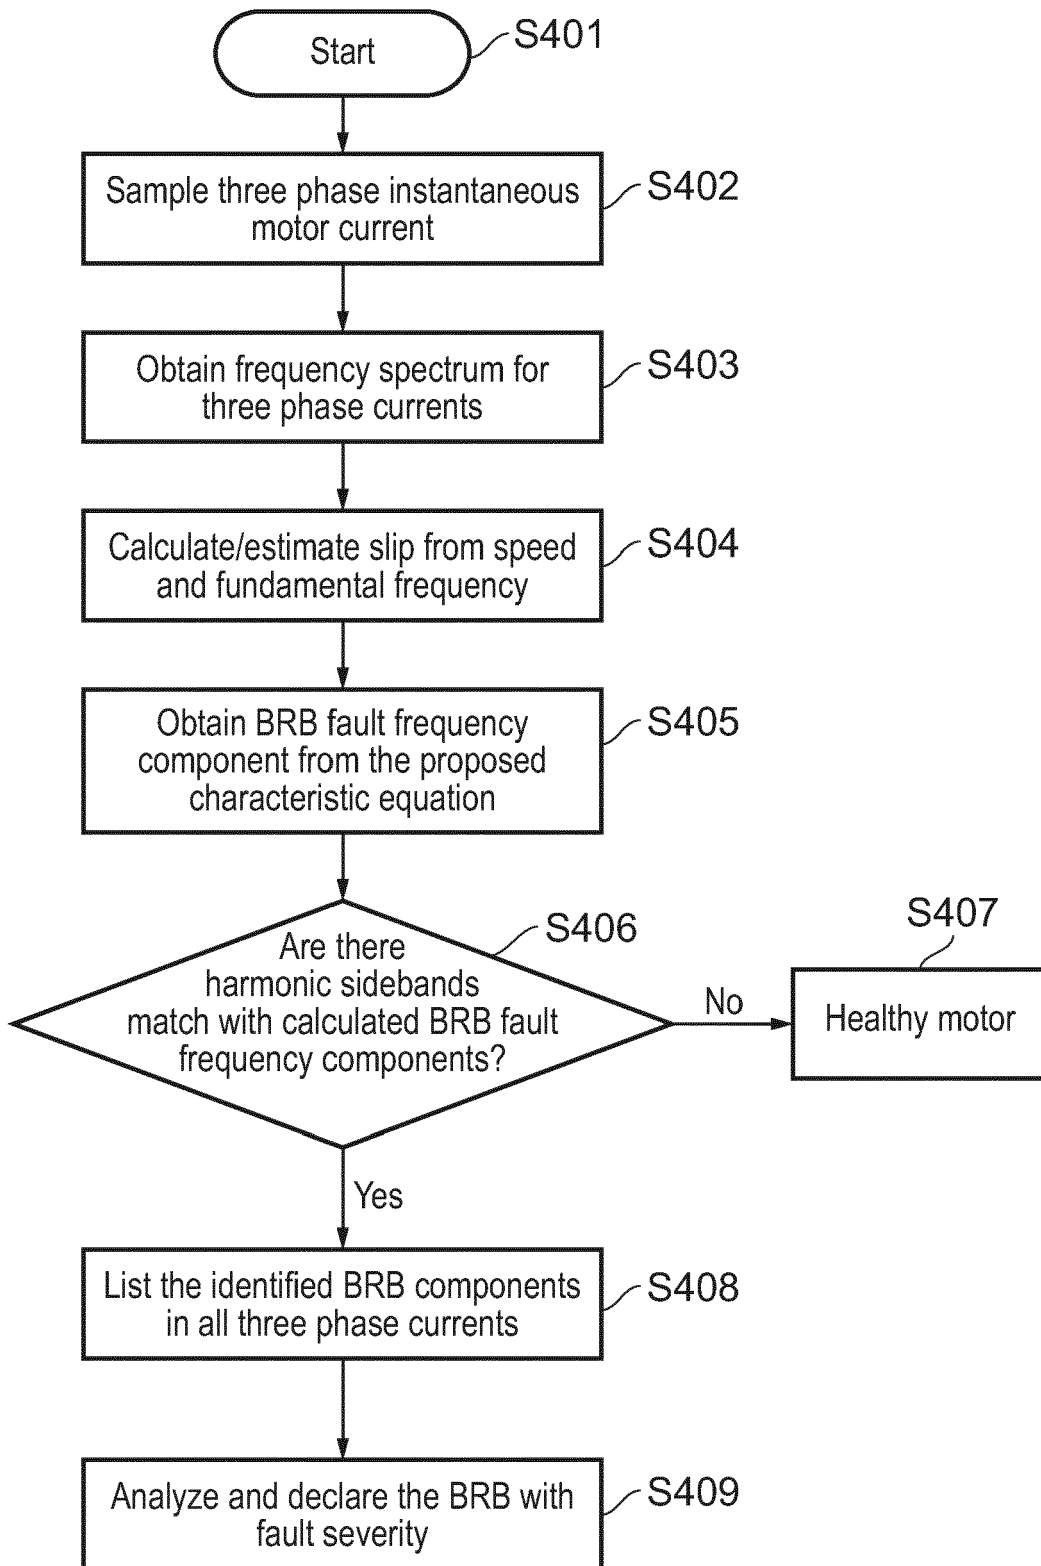 Start
S401
Sample three phase instantaneous
motor current
S402
Obtain frequency spectrum for
three phase currents
S403
Calculate/estimate slip from speed
and fundamental frequency
S404
Obtain BRB fault frequency
component from the proposed
characteristic equation
S405
Are there
harmonic sidebands
match with calculated BRB fault
frequency components?
S406
No
S407
Healthy motor
Yes
List the identified BRB components
in all three phase currents
S408
Analyze and declare the BRB with
fault severity
S409